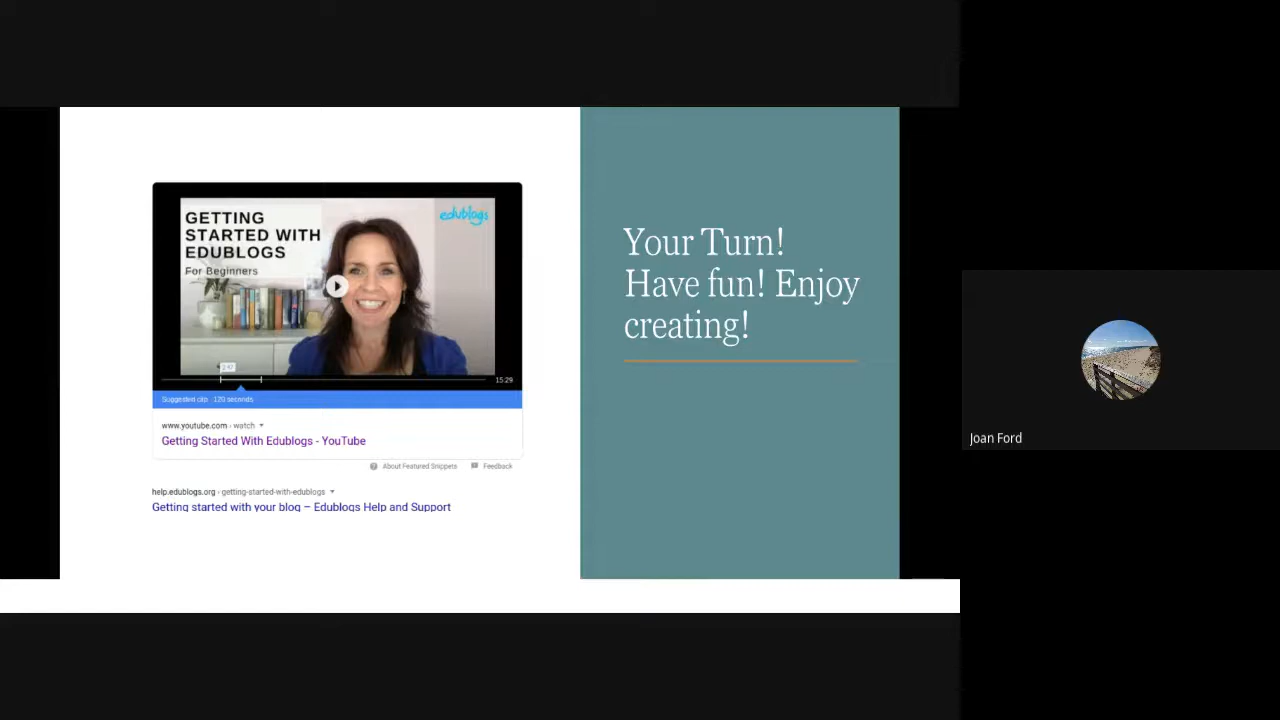 GETTING
STARTED WITH
EDUBLOGS
For Beginners
edublogs
2:47
15:29
Suggested clip · 120 seconds
www.youtube.com › watch
Getting Started With Edublogs - YouTube
About Featured Snippets
Feedback
help.edublogs.org › getting-started-with-edublogs
Getting started with your blog – Edublogs Help and Support
Your Turn!
Have fun! Enjoy
creating!
Joan Ford